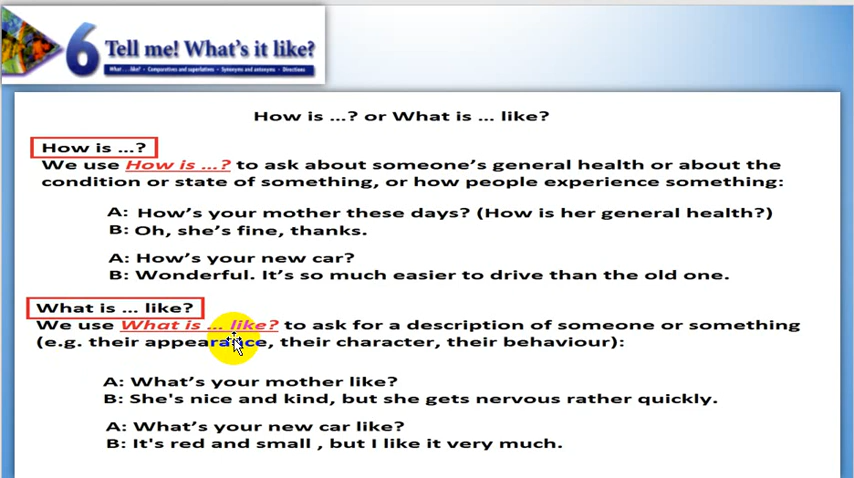 6 Tell me! What's it like?
What … like? • Comparatives and superlatives • Synonyms and antonyms • Directions
How is ...? or What is ... like?
How is ...?
We use How is ...? to ask about someone's general health or about the
condition or state of something, or how people experience something:
A: How's your mother these days? (How is her general health?)
B: Oh, she's fine, thanks.
A: How's your new car?
B: Wonderful. It's so much easier to drive than the old one.
What is ... like?
We use What is ... like? to ask for a description of someone or something
(e.g. their appearance, their character, their behaviour):
A: What's your mother like?
B: She's nice and kind, but she gets nervous rather quickly.
A: What's your new car like?
B: It's red and small , but I like it very much.